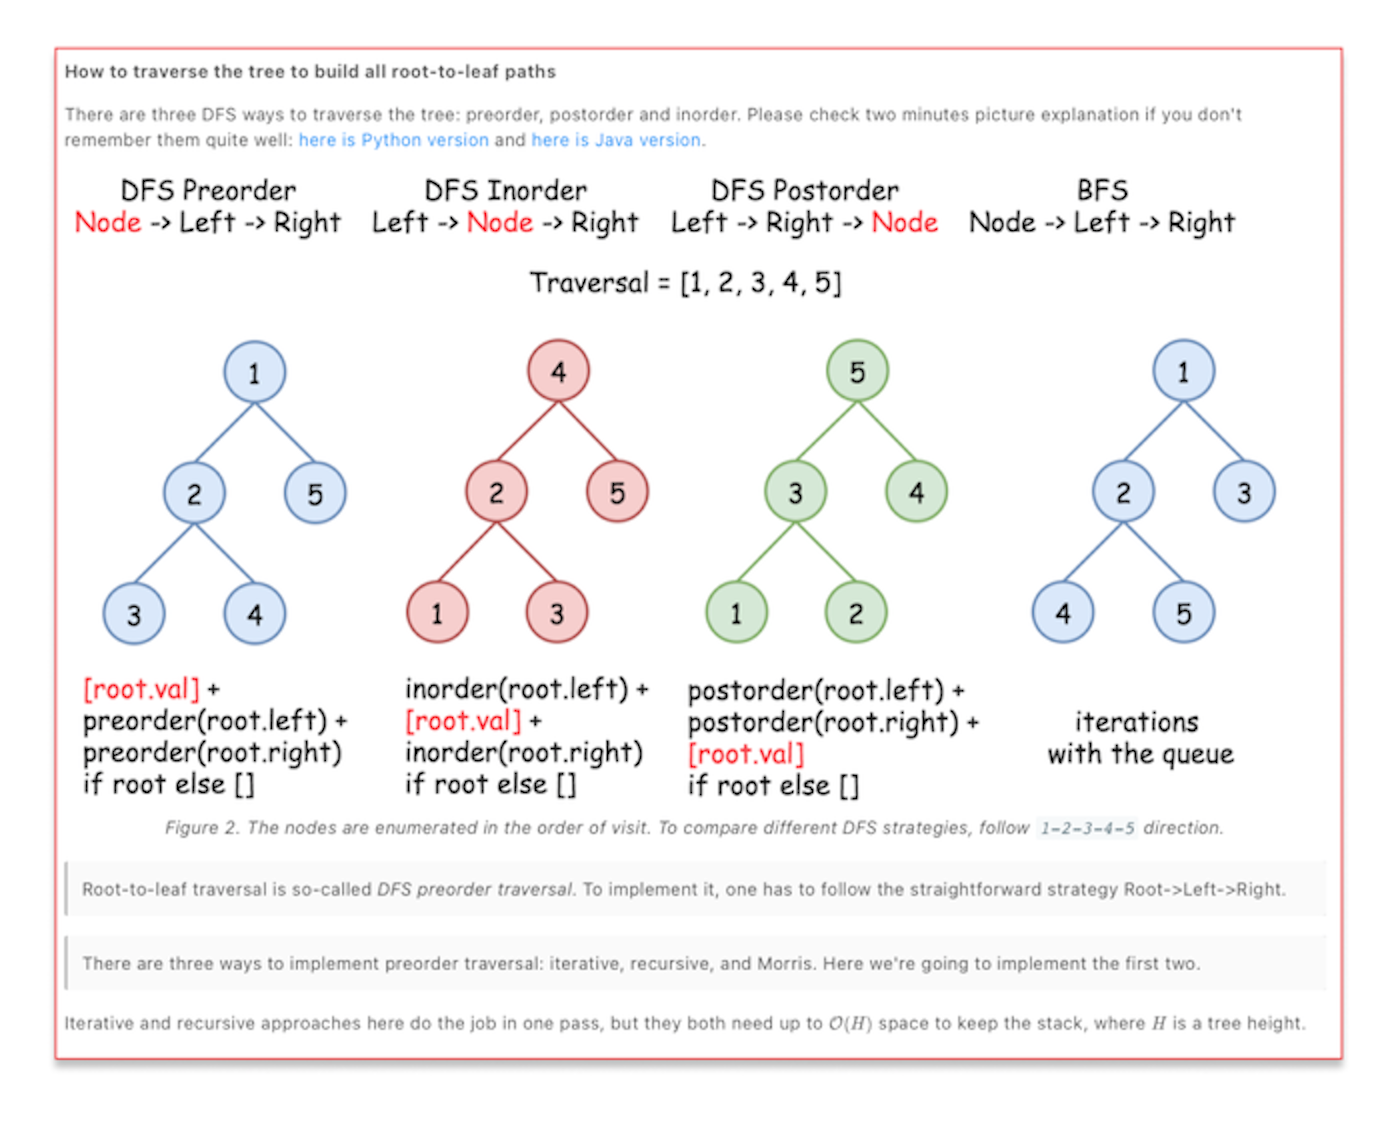 How to traverse the tree to build all root-to-leaf paths
There are three DFS ways to traverse the tree: preorder, postorder and inorder. Please check two minutes picture explanation if you don't
remember them quite well: here is Python version and here is Java version.
DFS Preorder
Node -> Left -> Right
DFS Inorder
Left -> Node -> Right
DFS Postorder
Left -> Right -> Node
BFS
Node -> Left -> Right
Traversal = [1, 2, 3, 4, 5]
1
2 5
3 4
4
2 5
1 3
5
3 4
1 2
1
2 3
4 5
[root.val] +
preorder(root.left) +
preorder(root.right)
if root else []
inorder(root.left) +
[root.val] +
inorder(root.right)
if root else []
postorder(root.left) +
postorder(root.right) +
[root.val]
if root else []
iterations
with the queue
Figure 2. The nodes are enumerated in the order of visit. To compare different DFS strategies, follow 1-2-3-4-5 direction.
Root-to-leaf traversal is so-called DFS preorder traversal. To implement it, one has to follow the straightforward strategy Root->Left->Right.
There are three ways to implement preorder traversal: iterative, recursive, and Morris. Here we're going to implement the first two.
Iterative and recursive approaches here do the job in one pass, but they both need up to O(H) space to keep the stack, where H is a tree height.